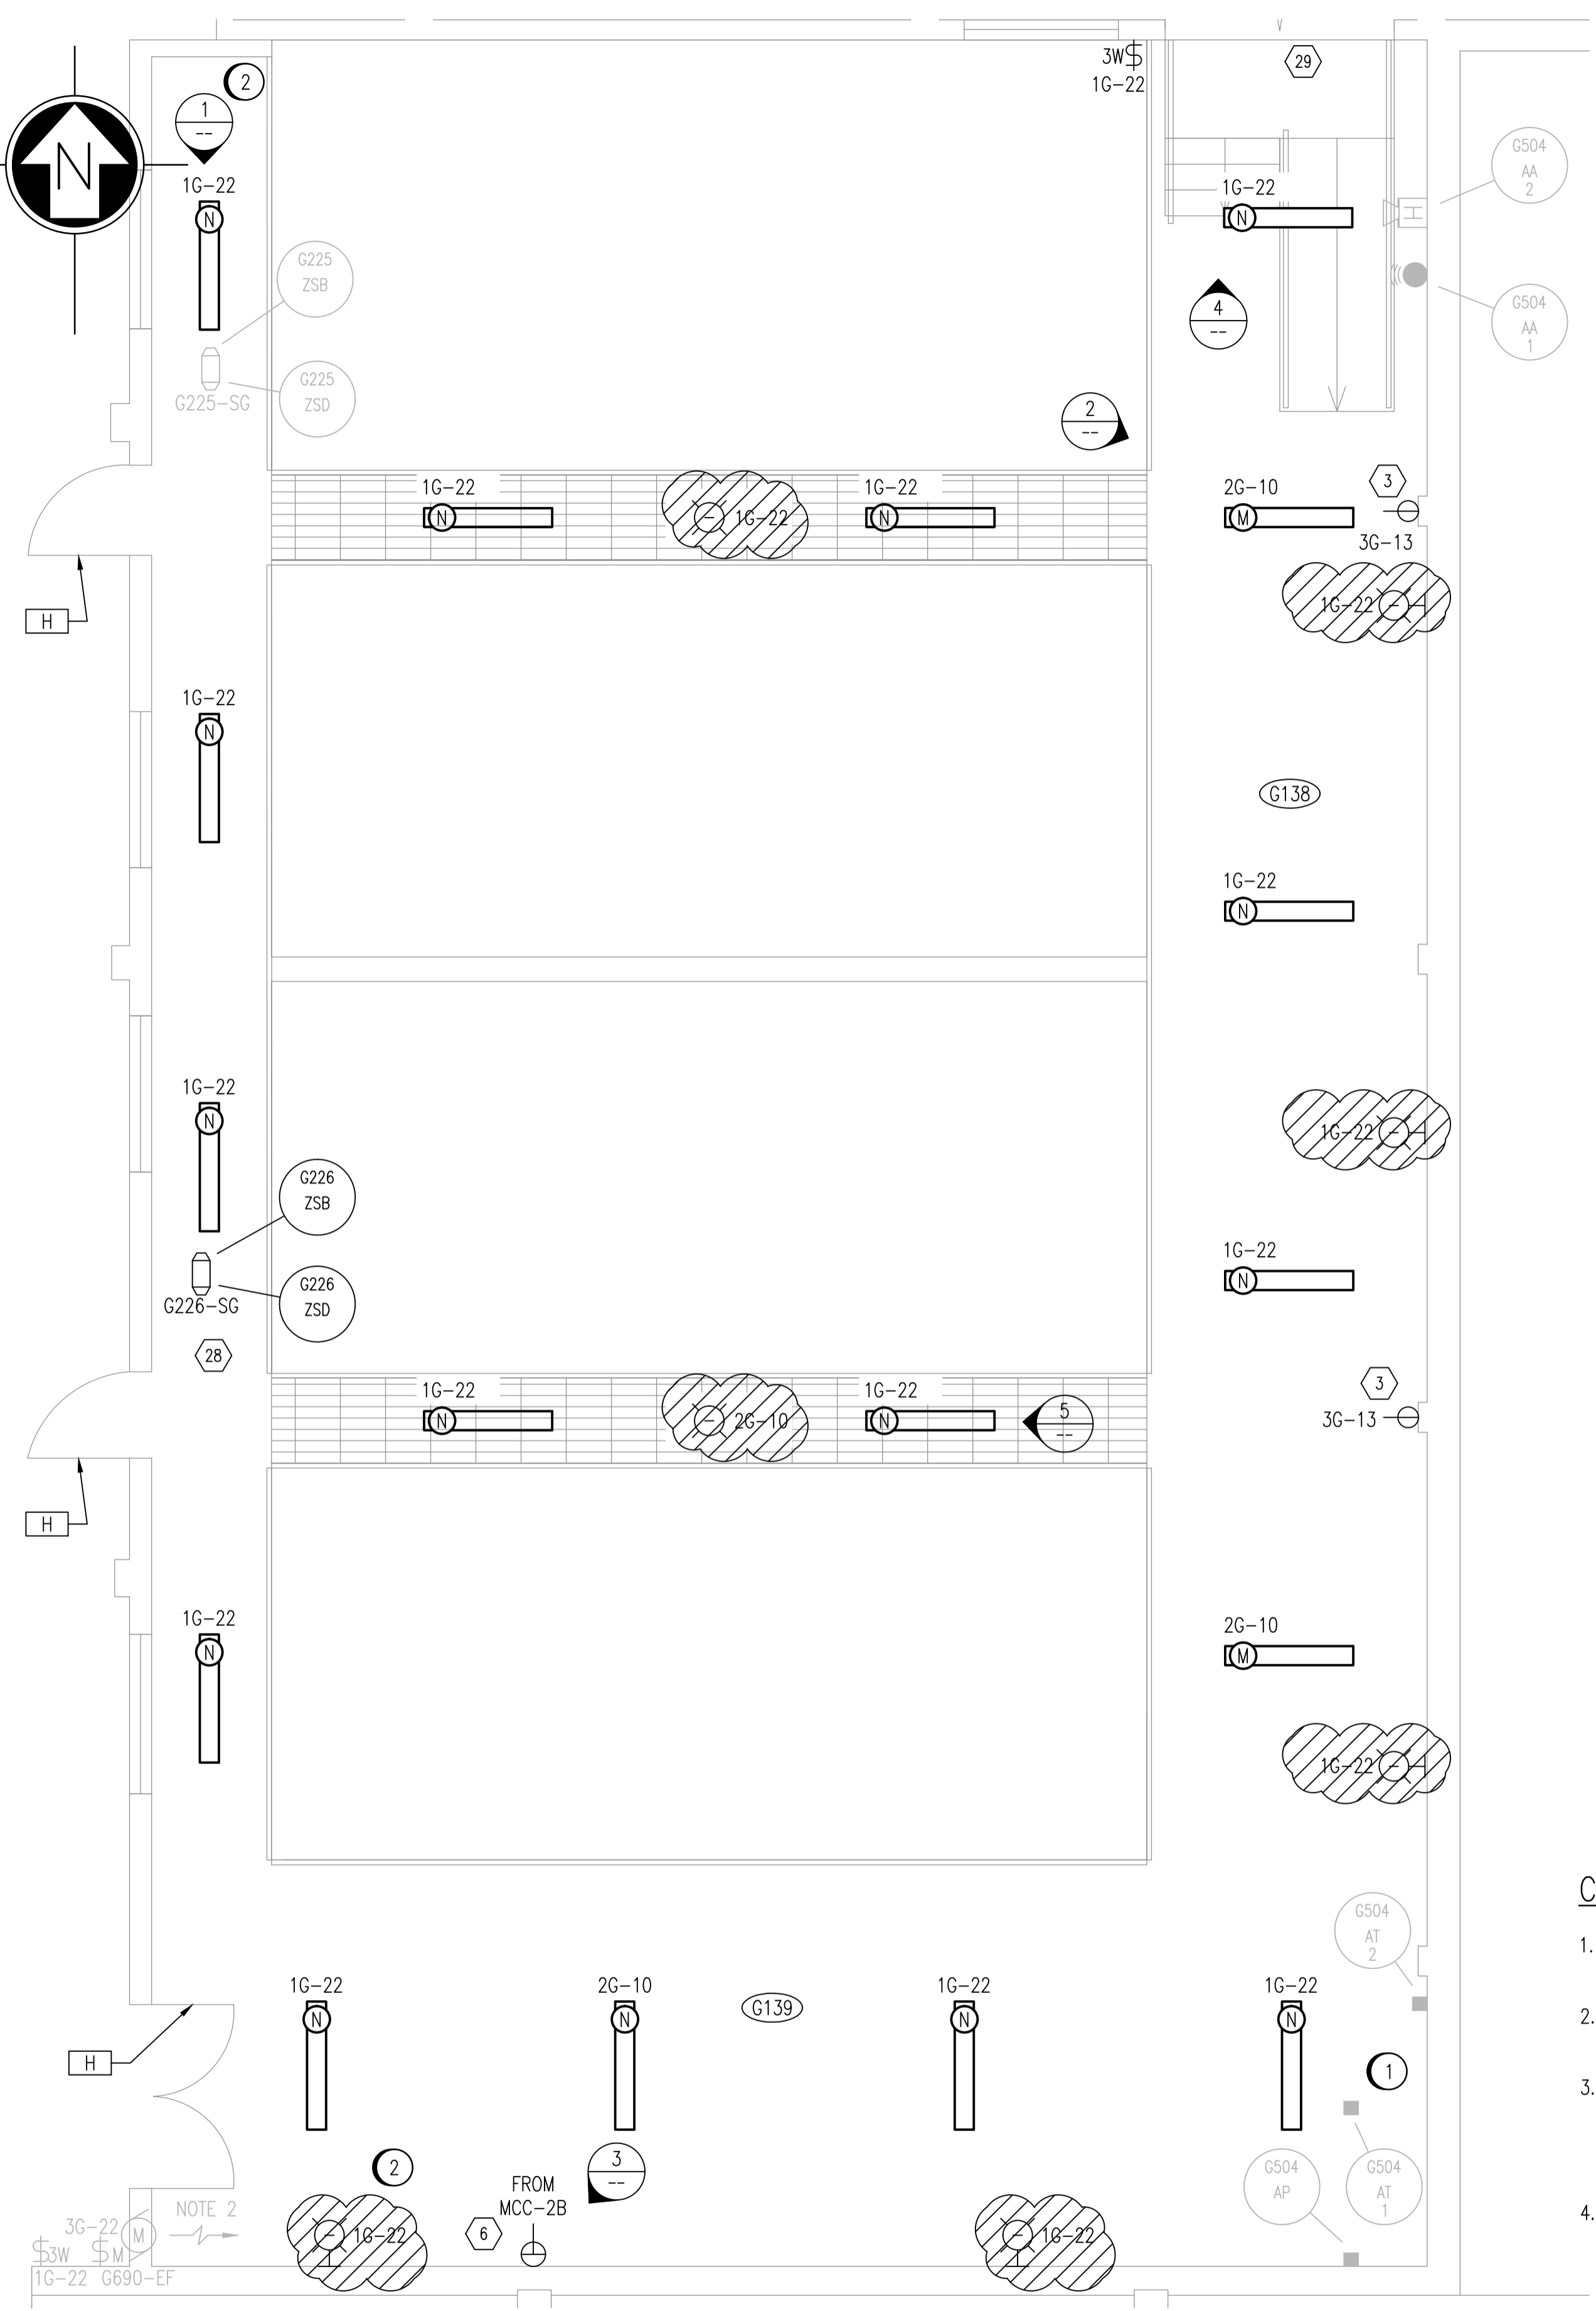 3W$
1G-22
29
2
1
--
N
1G-22
N
1G-22
N
G504
AA
2
H
G225
ZSB
4
--
G504
AA
1
G225
ZSD
G225-SG
2
--
1G-22
N
1G-22
1G-22
N
2G-10
M
3
3G-13
H
1G-22
1G-22
N
G138
1G-22
N
1G-22
N
1G-22
G226
ZSB
1G-22
N
G226
ZSD
G226-SG
28
1G-22
N
2G-10
1G-22
N
5
--
3
3G-13
H
1G-22
N
2G-10
M
1G-22
C
G504
AT
2
1.
1G-22
N
2G-10
N
G139
1G-22
N
1G-22
N
2.
H
1
3.
2
3
--
FROM
MCC-2B
G504
AP
G504
AT
1
NOTE 2
3G-22
M
4.
$3W $M
1G-22
6
1G-22
1G-22 G690-EF